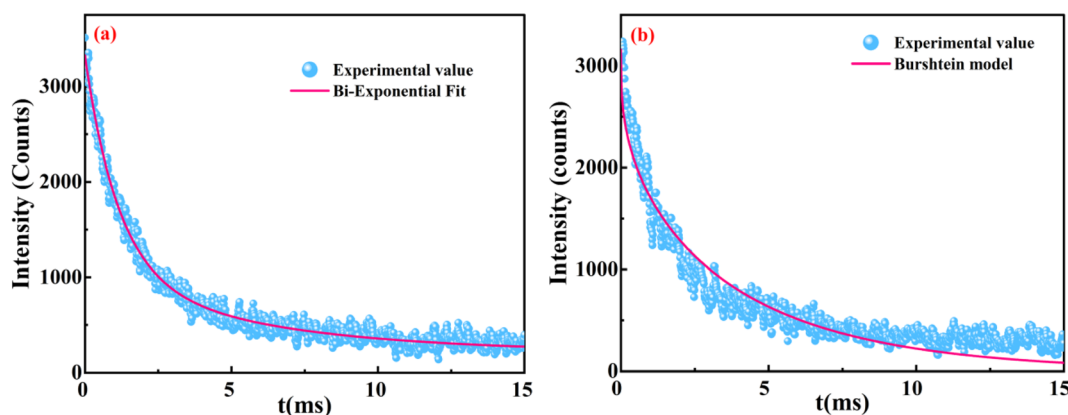 (a)
Experimental value
Bi-Exponential Fit
Intensity (Counts)
3000
2000
1000
0
0 5 10 15
t(ms)
(b)
Experimental value
Burshtein model
Intensity (counts)
3000
2000
1000
0
0 5 10 15
t(ms)